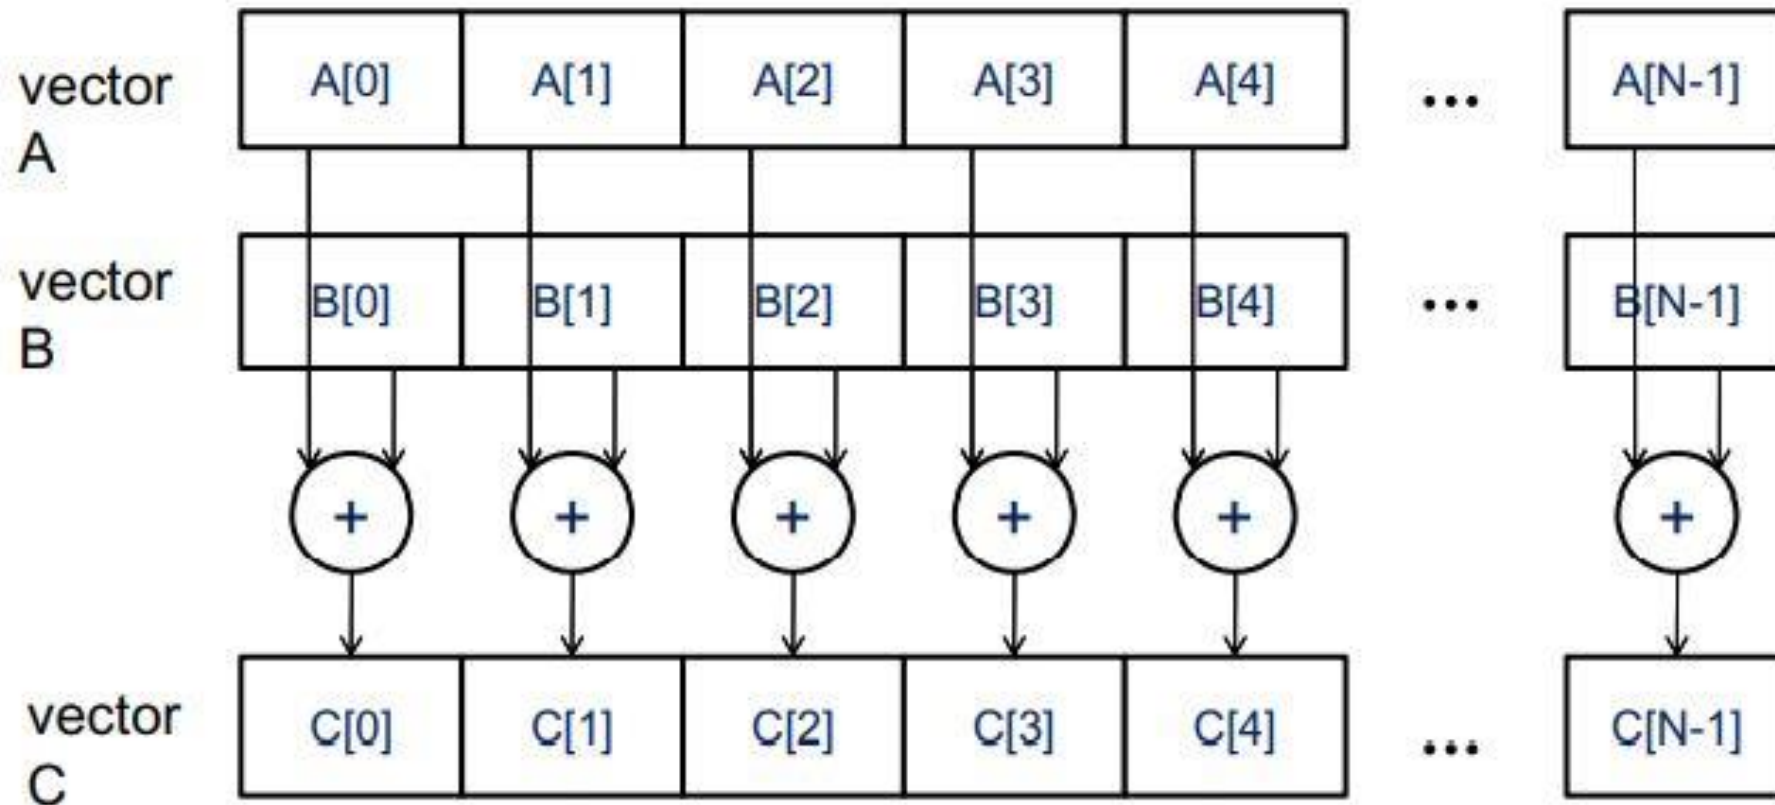 vector
A
A[0] A[1] A[2] A[3] A[4] ... A[N-1]
vector
B
B[0] B[1] B[2] B[3] B[4] ... B[N-1]
+ + + + + +
vector
C
C[0] C[1] C[2] C[3] C[4] ... C[N-1]